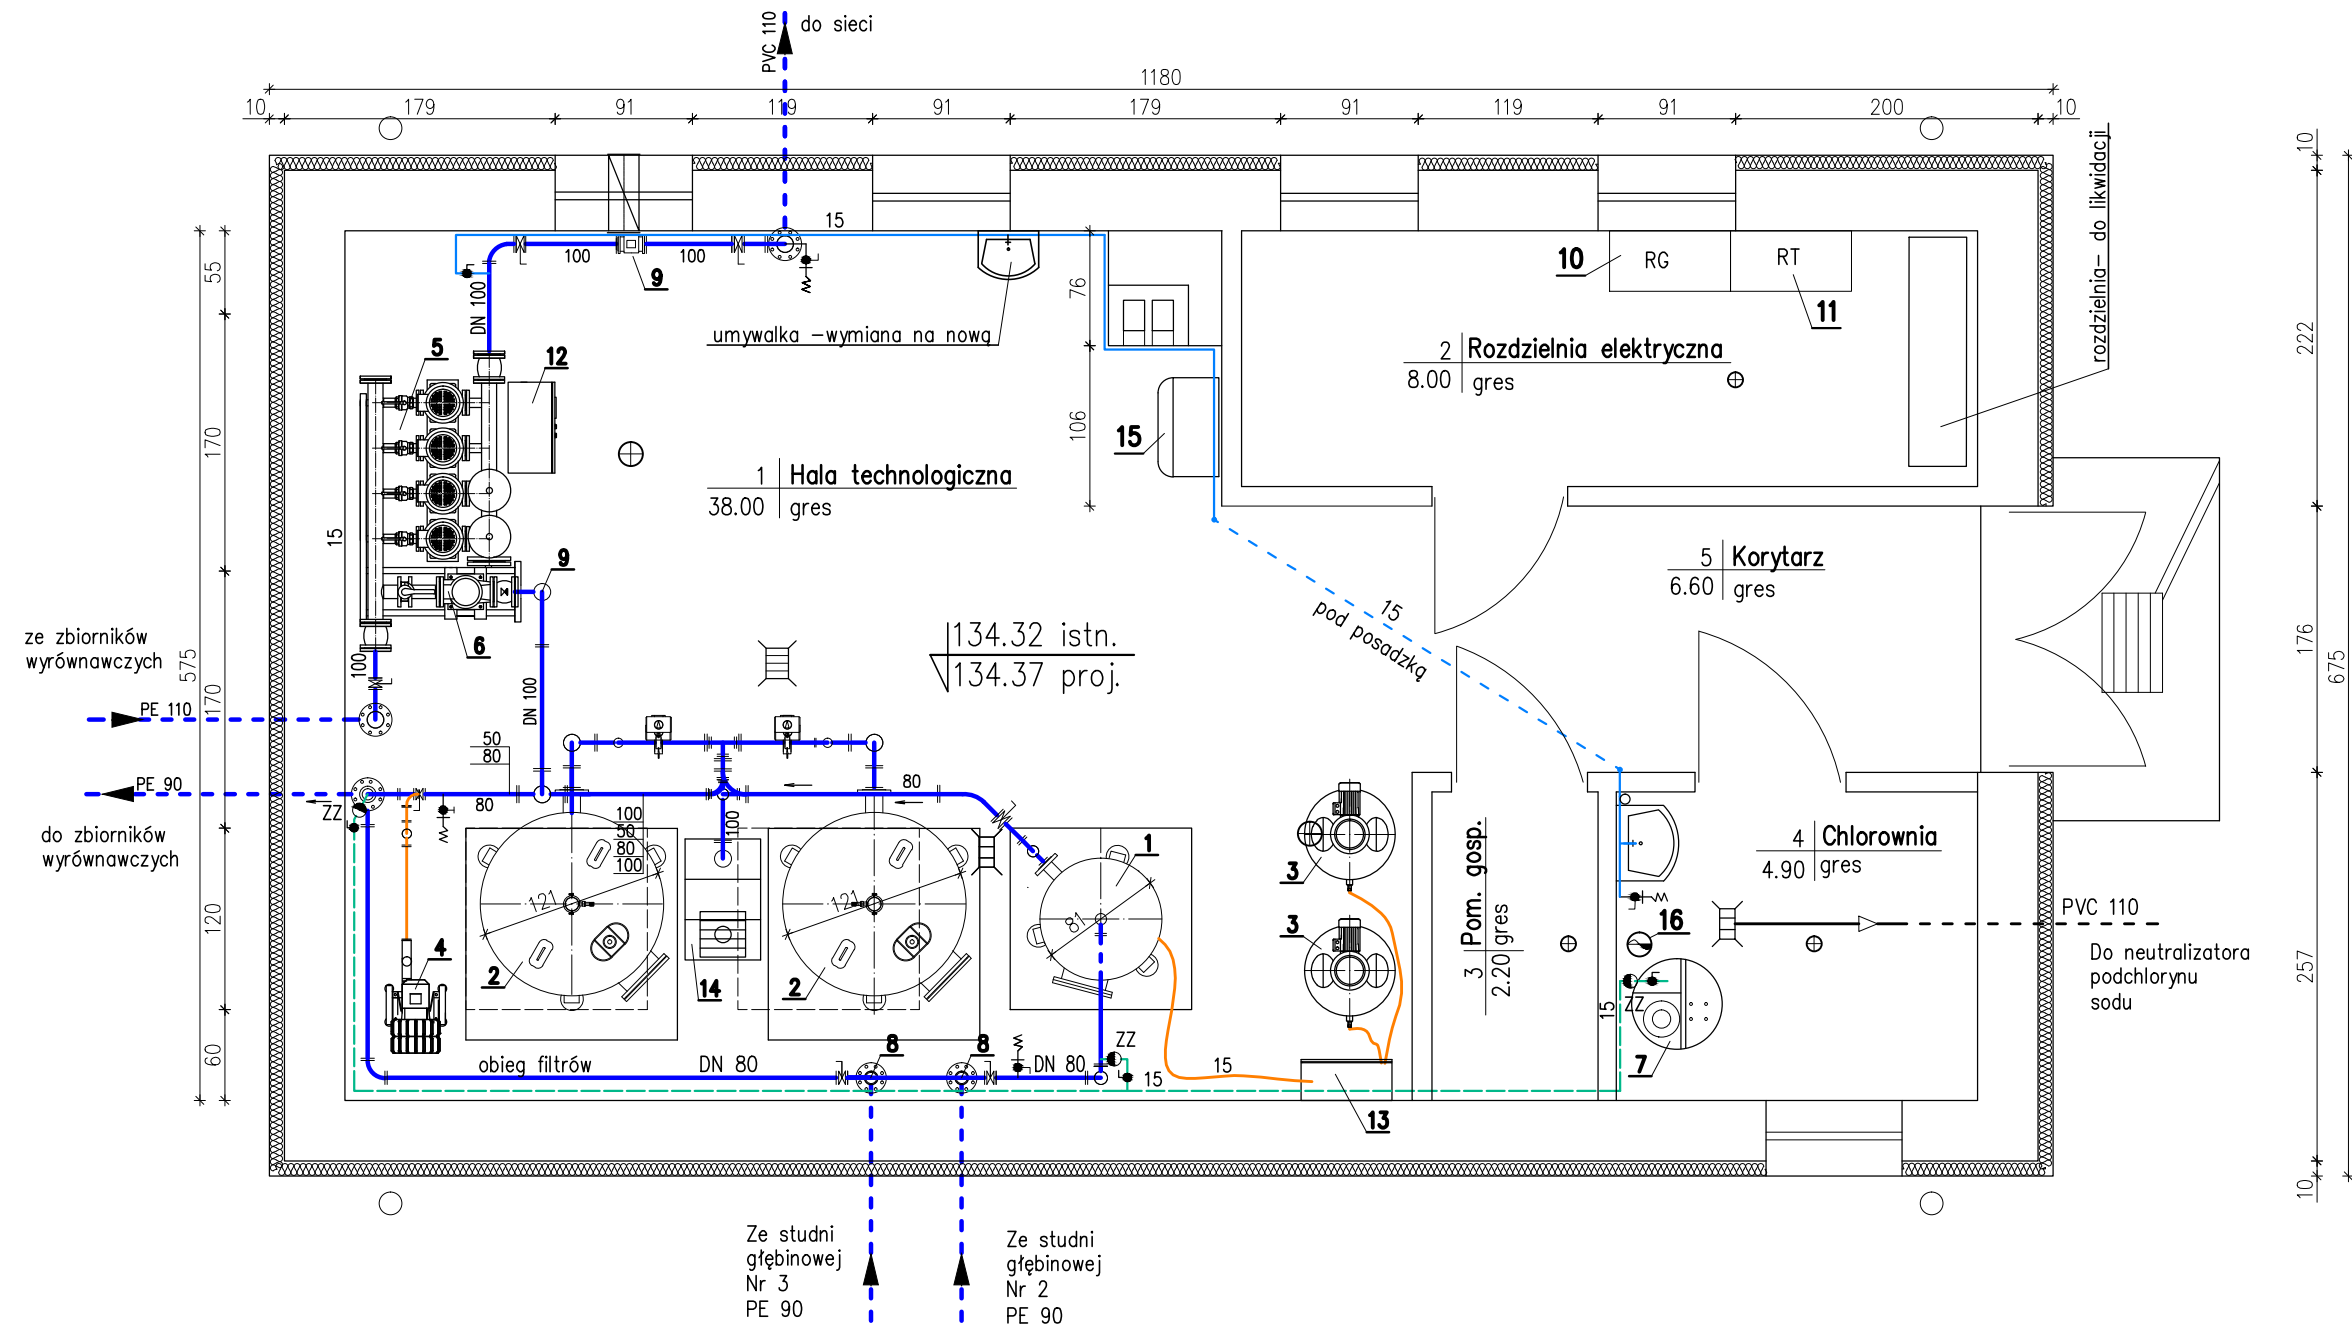 PVC 110
do sieci
1180
10
179
91
119
91
179
91
119
91
200
10
10
rozdzielnia- do likwidacji
15
100
100
9
55
DN 100
umywalka -wymiana na nową
76
10
RG
RT
11
222
5
12
2
Rozdzielnia elektryczna
8.00
gres
170
106
15
1
Hala technologiczna
38.00
gres
15
9
5
Korytarz
6.60
gres
15
pod posadzką
ze zbiorników
wyrównawczych
575
100
6
134.32 istn.
134.37 proj.
176
675
PE 110
170
DN 100
50
80
PE 90
80
80
ZZ
do zbiorników
wyrównawczych
100
50
80
100
100
1
3
Pom. gosp.
4
Chlorownia
4.90
gres
121
121
81
120
3
3
2.20
gres
16
PVC 110
Do neutralizatora
podchlorynu
sodu
257
4
2
14
2
15
ZZ
7
60
obieg filtrów
DN 80
8
8
DN 80
ZZ
15
15
13
10
Ze studni
głębinowej
Nr 3
PE 90
Ze studni
głębinowej
Nr 2
PE 90